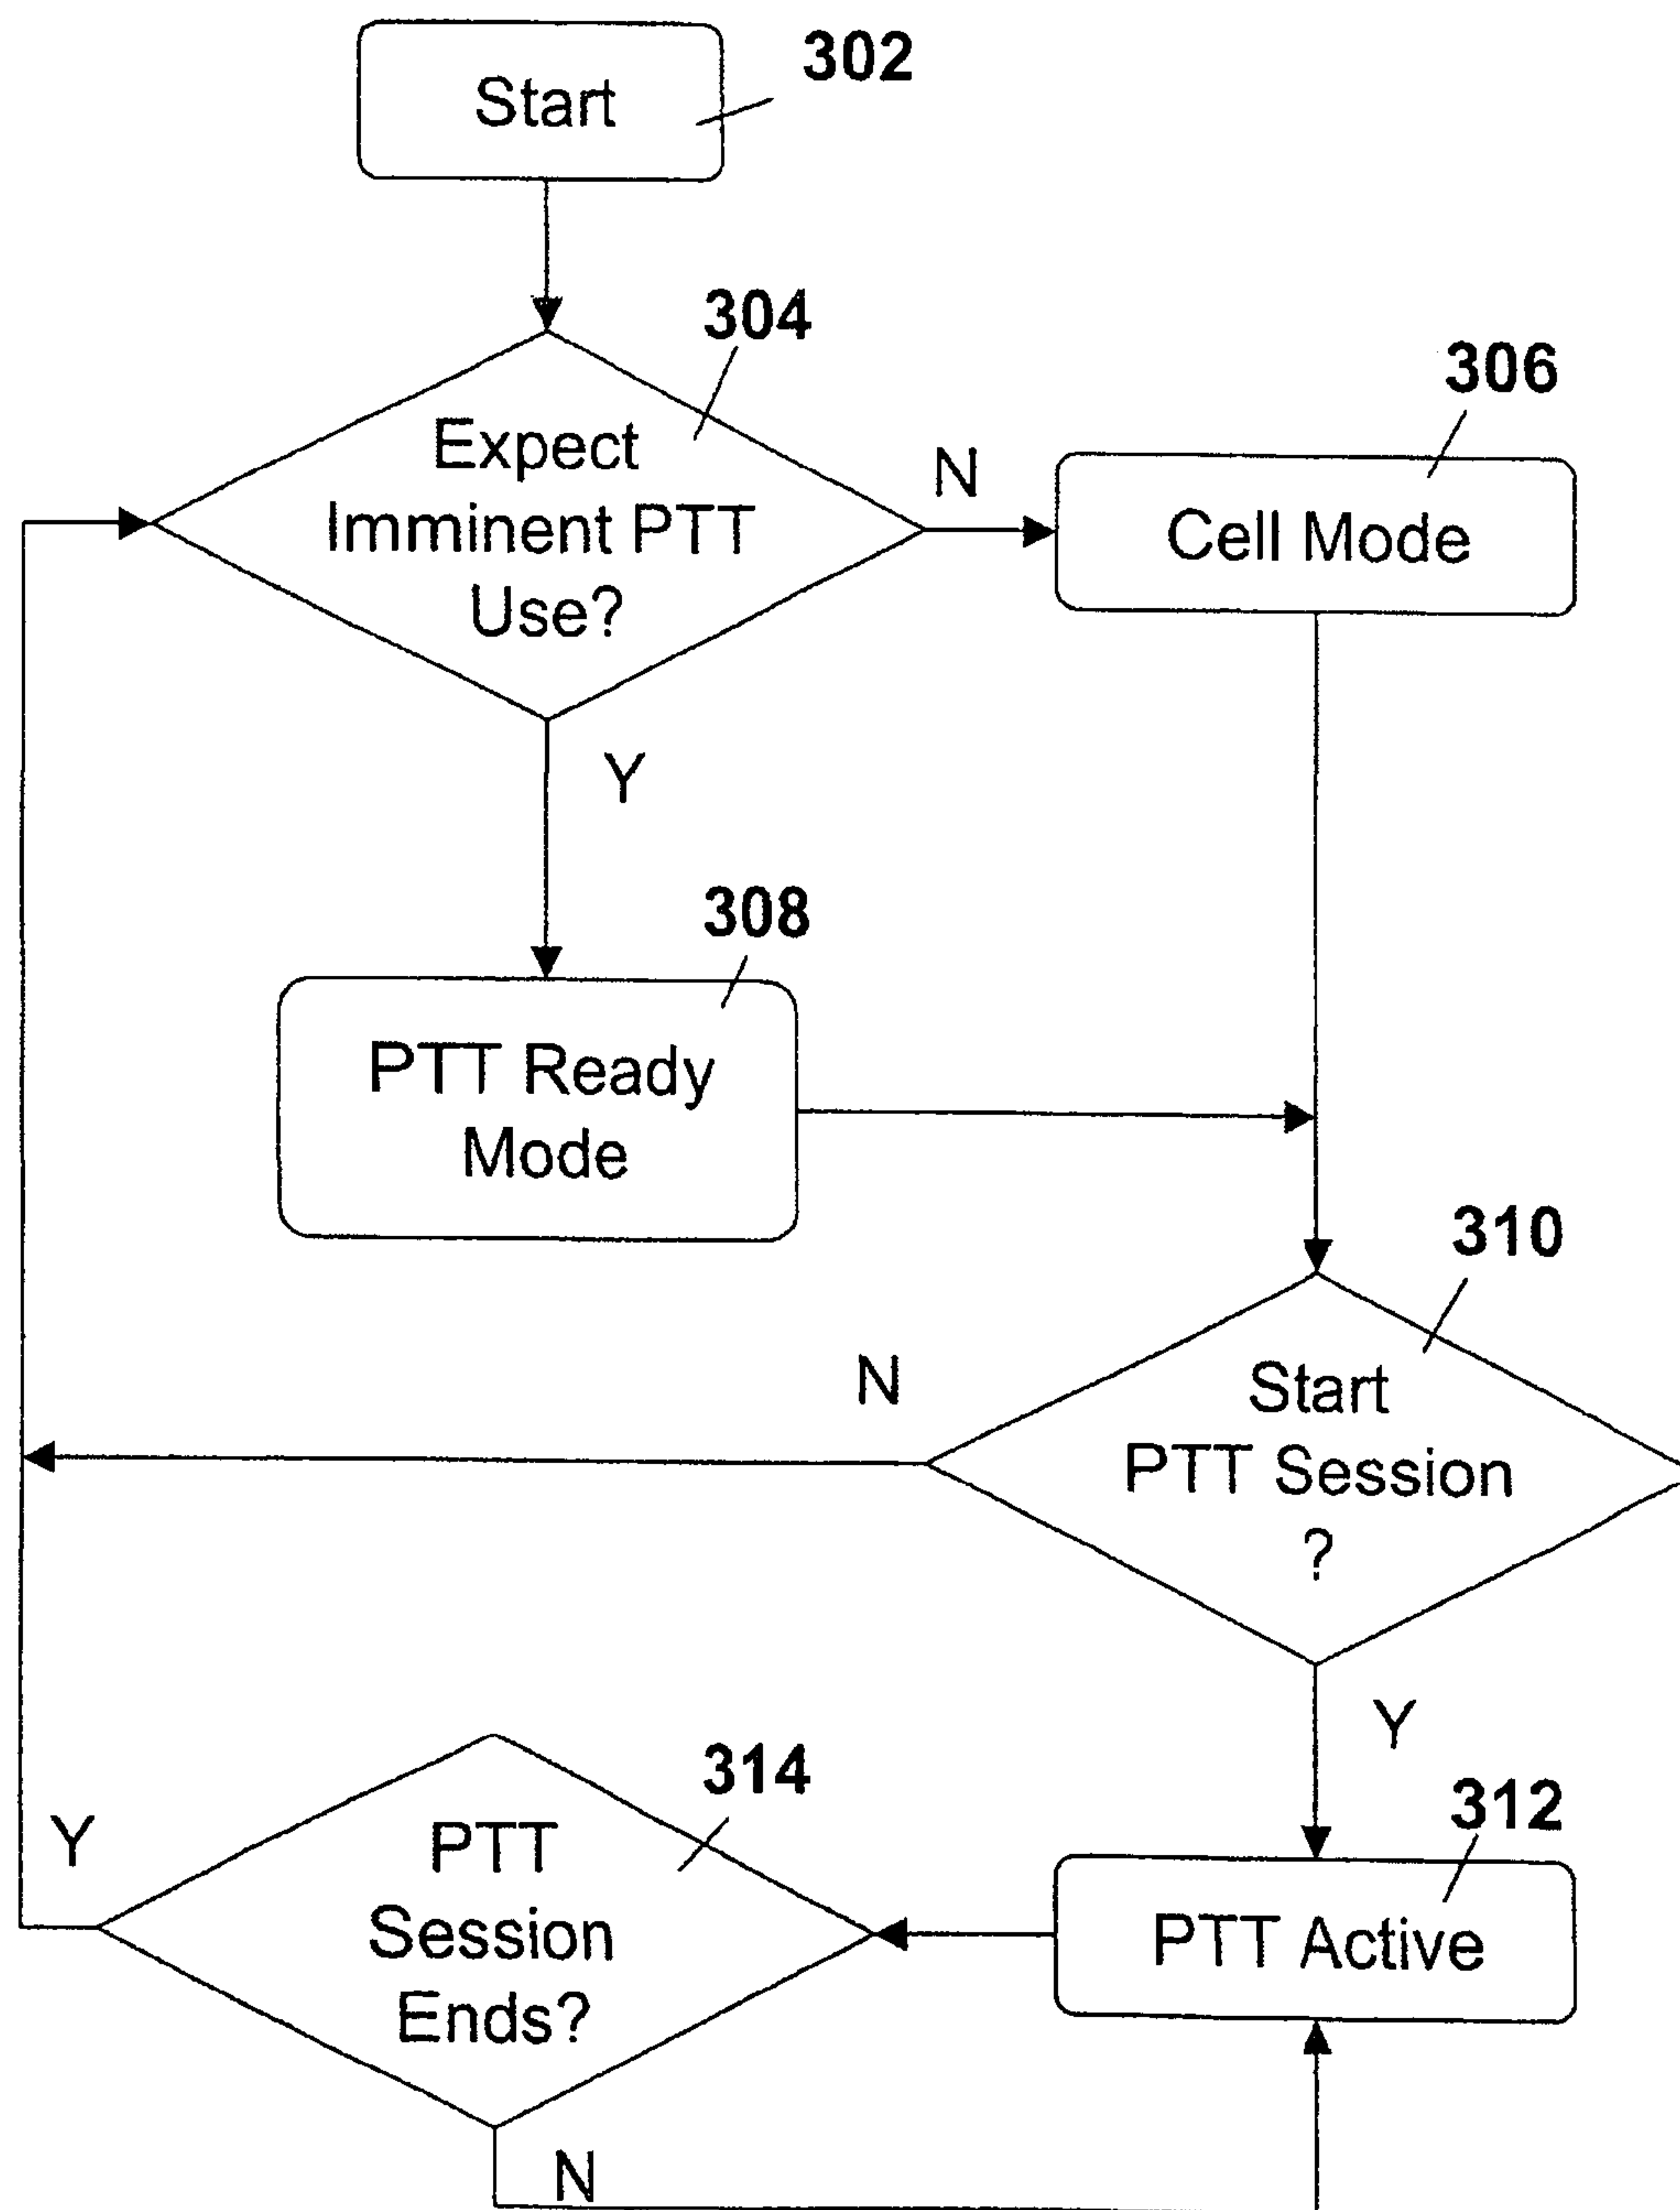 302
Start
304
Expect
Imminent PTT
Use?
N
306
Cell Mode
Y
308
PTT Ready
Mode
310
N
Start
PTT Session
?
Y
314
Y
PTT
Session
Ends?
312
PTT Active
N